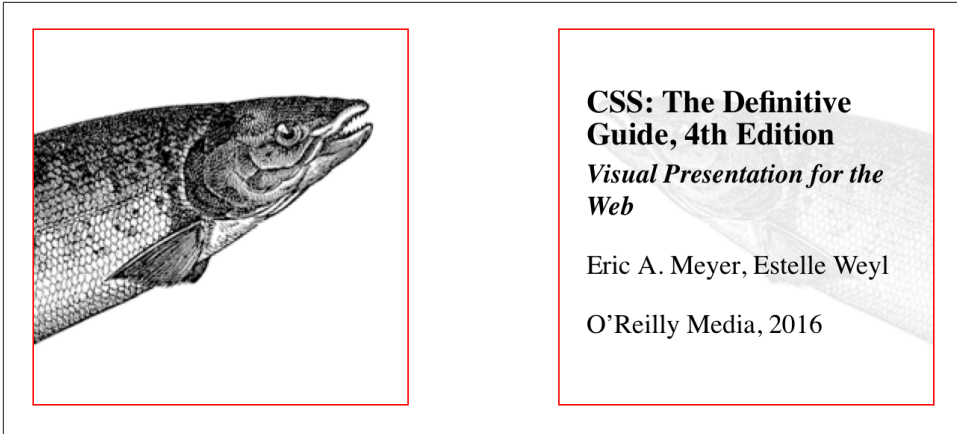 CSS: The Definitive
Guide, 4th Edition
Visual Presentation for the
Web
Eric A. Meyer, Estelle Weyl
O’Reilly Media, 2016